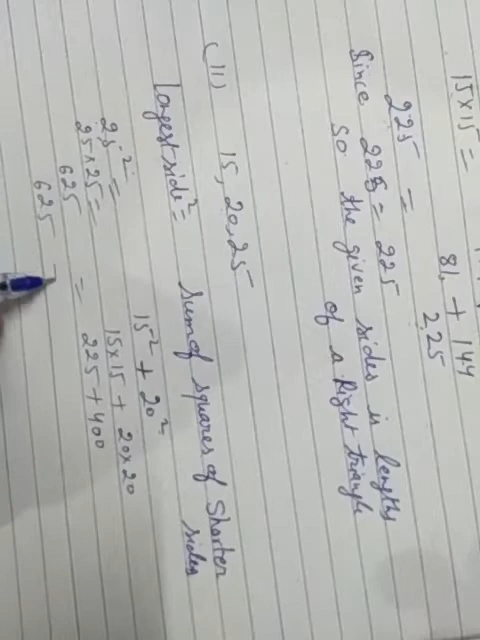 15×15 = 81 + 144
225 = 225
Since 225 = 225
So the given sides is lengths
of a Right triangle
(ii) 15, 20, 25
Longest side² = Sum of squares of Shorter
sides
25² = 15² + 20²
25×25 = 15×15 + 20×20
625 = 225 + 400
625 =